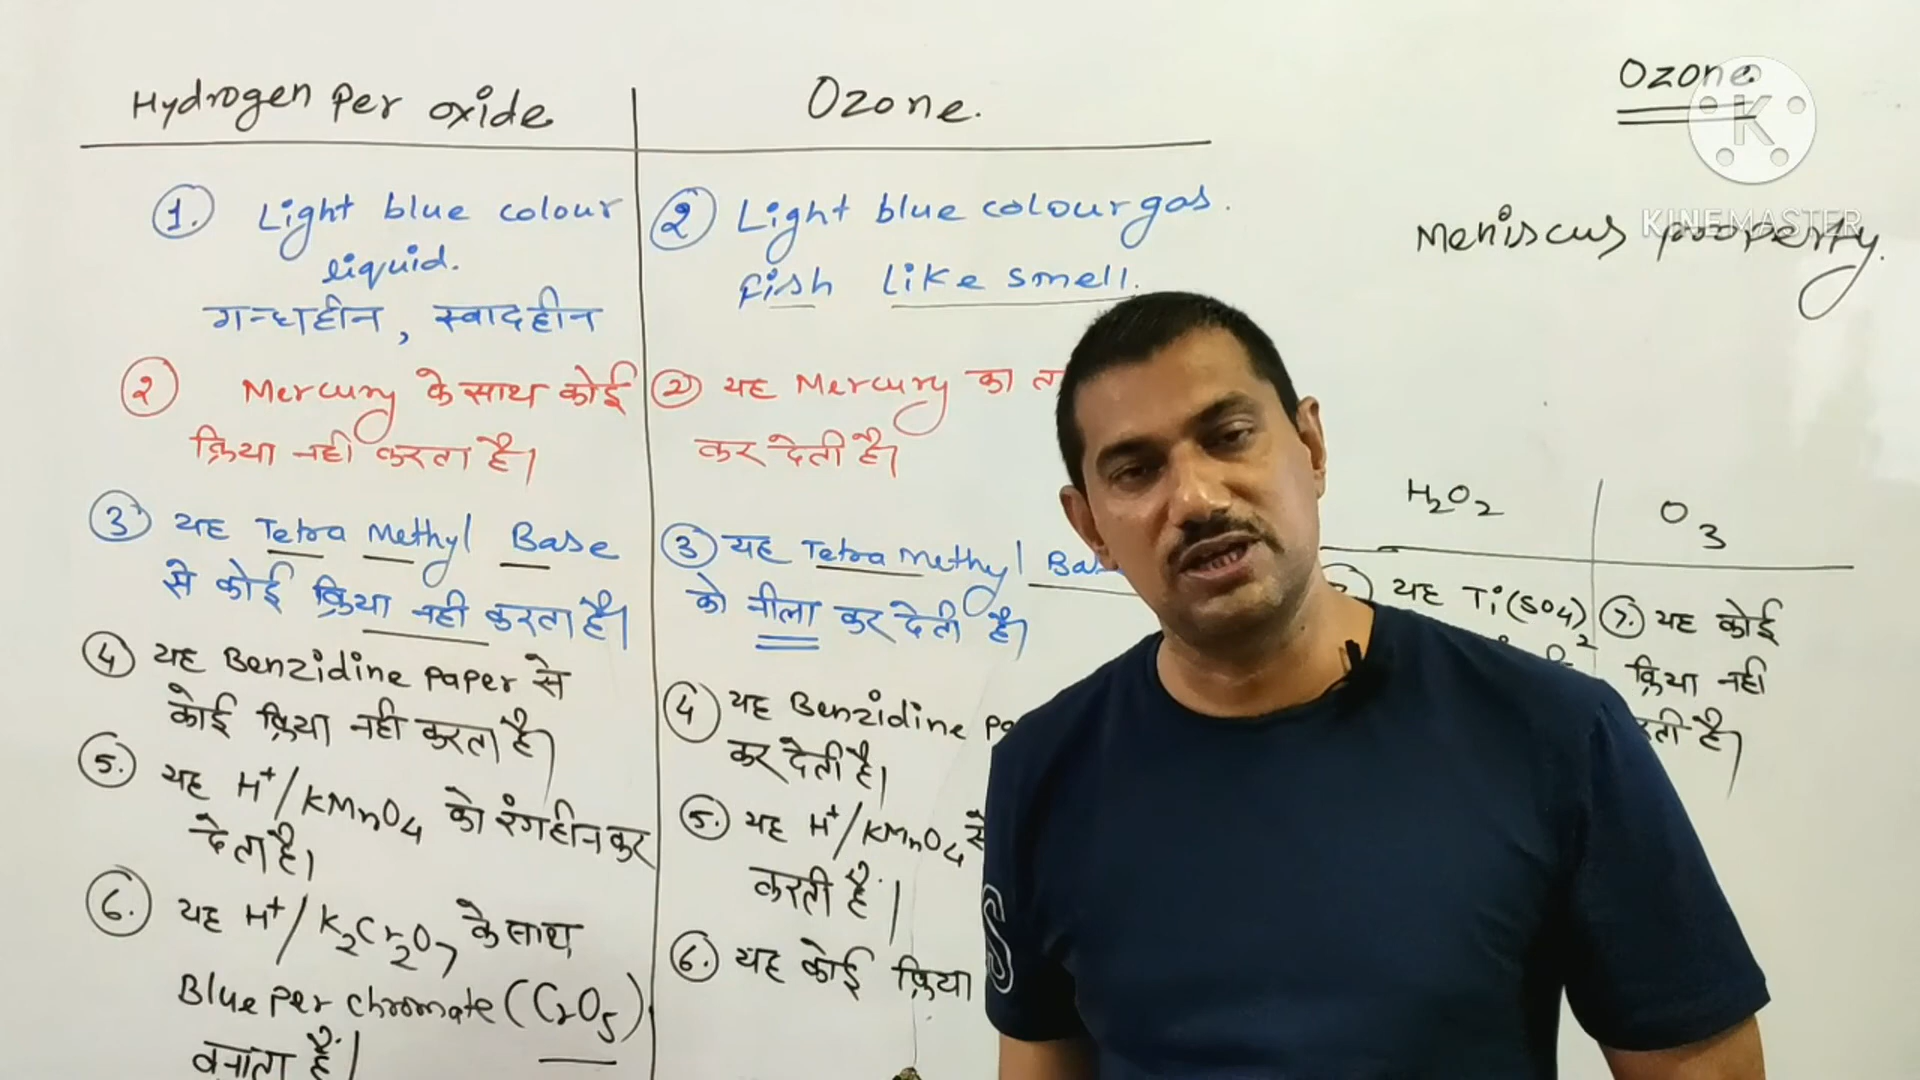 Hydrogen Per oxide
1. Light blue colour
liquid.
गन्धहीन, स्वादहीन
2 Mercury के साथ कोई
क्रिया नही करता है।
3 यह Tetra Methyl Base
से कोई क्रिया नही करता है।
4 यह Benzidine Paper से
कोई क्रिया नही करता है।
5. यह H⁺/KMnO4 को रंगहीन कर
देता है।
6. यह H⁺/K2Cr2O7 के साथ
Blue Per chromate (CrO5)
बनाता है।
Ozone.
2 Light blue colour gas.
fish like smell.
2 यह Mercury का
कर देती है।
3 यह Tetra Methyl
को नीला कर देती है।
4 यह Benzidine
कर देती है।
5. यह H⁺/KMnO4 से
करती है।
6. यह कोई क्रिया
Ozone
K
KINEMASTER
Meniscus property.
H2O2
यह Ti(SO4)2
O3
7. यह कोई
क्रिया नही
है।